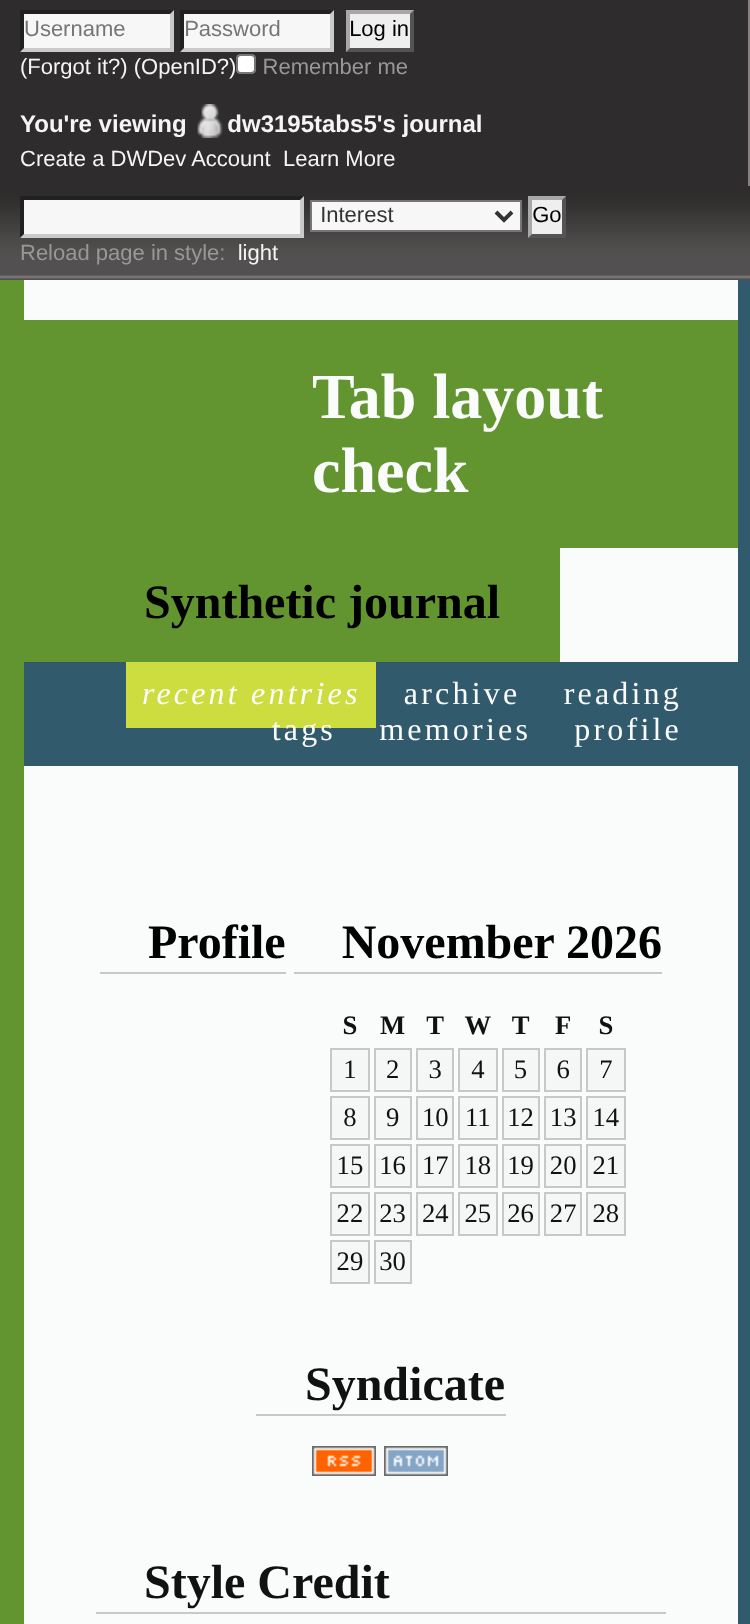 Username Password Log in
(Forgot it?) (OpenID?) Remember me
You're viewing dw3195tabs5's journal
Create a DWDev Account Learn More
Interest Go
Reload page in style: light
Tab layout
check
Synthetic journal
recent entries archive reading
tags memories profile
Profile November 2026
S M T W T F S
1 2 3 4 5 6 7
8 9 10 11 12 13 14
15 16 17 18 19 20 21
22 23 24 25 26 27 28
29 30
Syndicate
RSS ATOM
Style Credit